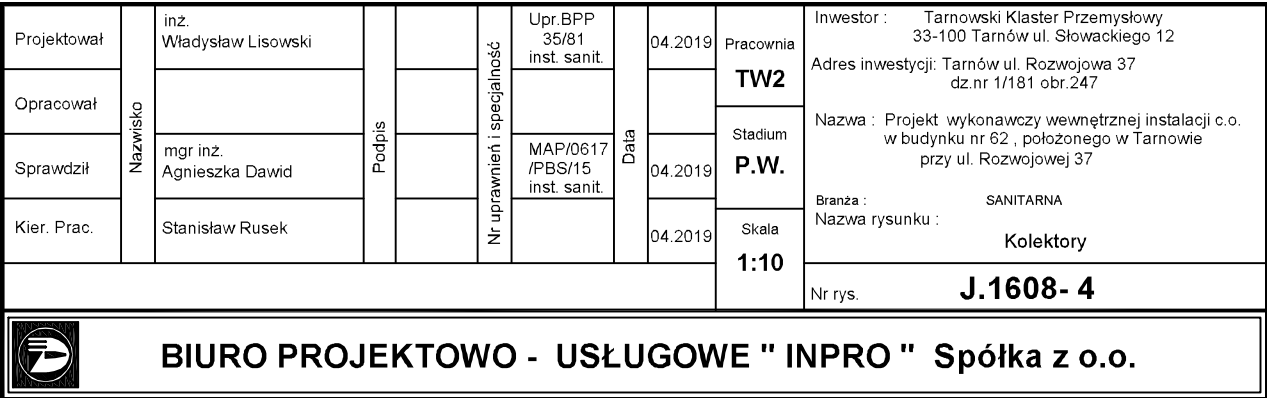 Projektował
Nazwisko
inż.
Władysław Lisowski
Podpis
Nr uprawnień i specjalność
Upr.BPP
35/81
inst. sanit.
Data
04.2019
Opracował
Sprawdził
mgr inż.
Agnieszka Dawid
MAP/0617
/PBS/15
inst. sanit.
04.2019
Kier. Prac.
Stanisław Rusek
04.2019
Pracownia
TW2
Stadium
P.W.
Skala
1:10
Inwestor : Tarnowski Klaster Przemysłowy
33-100 Tarnów ul. Słowackiego 12
Adres inwestycji: Tarnów ul. Rozwojowa 37
dz.nr 1/181 obr.247
Nazwa : Projekt wykonawczy wewnętrznej instalacji c.o.
w budynku nr 62 , położonego w Tarnowie
przy ul. Rozwojowej 37
Branża : SANITARNA
Nazwa rysunku :
Kolektory
Nr rys. J.1608- 4
BIURO PROJEKTOWO - USŁUGOWE " INPRO " Spółka z o.o.